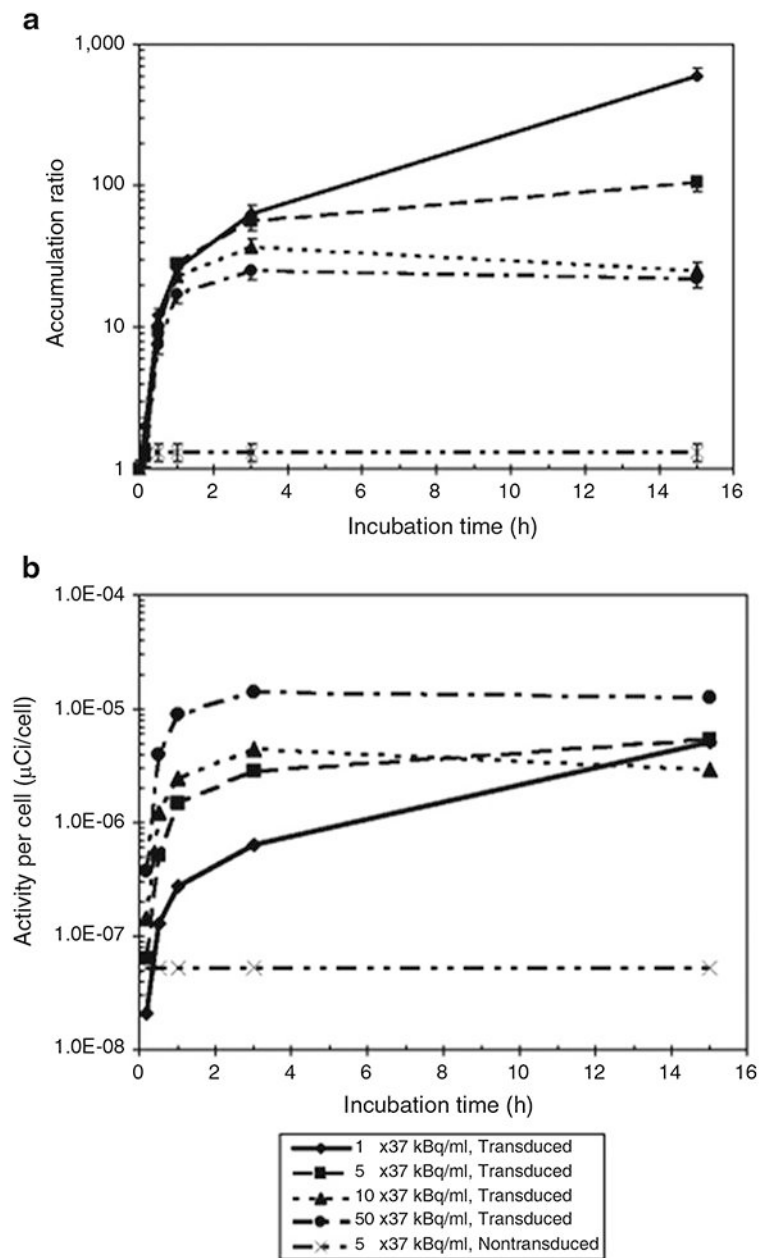 a
1,000
100
10
1
Accumulation ratio
0 2 4 6 8 10 12 14 16
Incubation time (h)
b
1.0E-04
1.0E-05
1.0E-06
1.0E-07
1.0E-08
Activity per cell (μCi/cell)
0 2 4 6 8 10 12 14 16
Incubation time (h)
1 x37 kBq/ml, Transduced
5 x37 kBq/ml, Transduced
10 x37 kBq/ml, Transduced
50 x37 kBq/ml, Transduced
5 x37 kBq/ml, Nontransduced